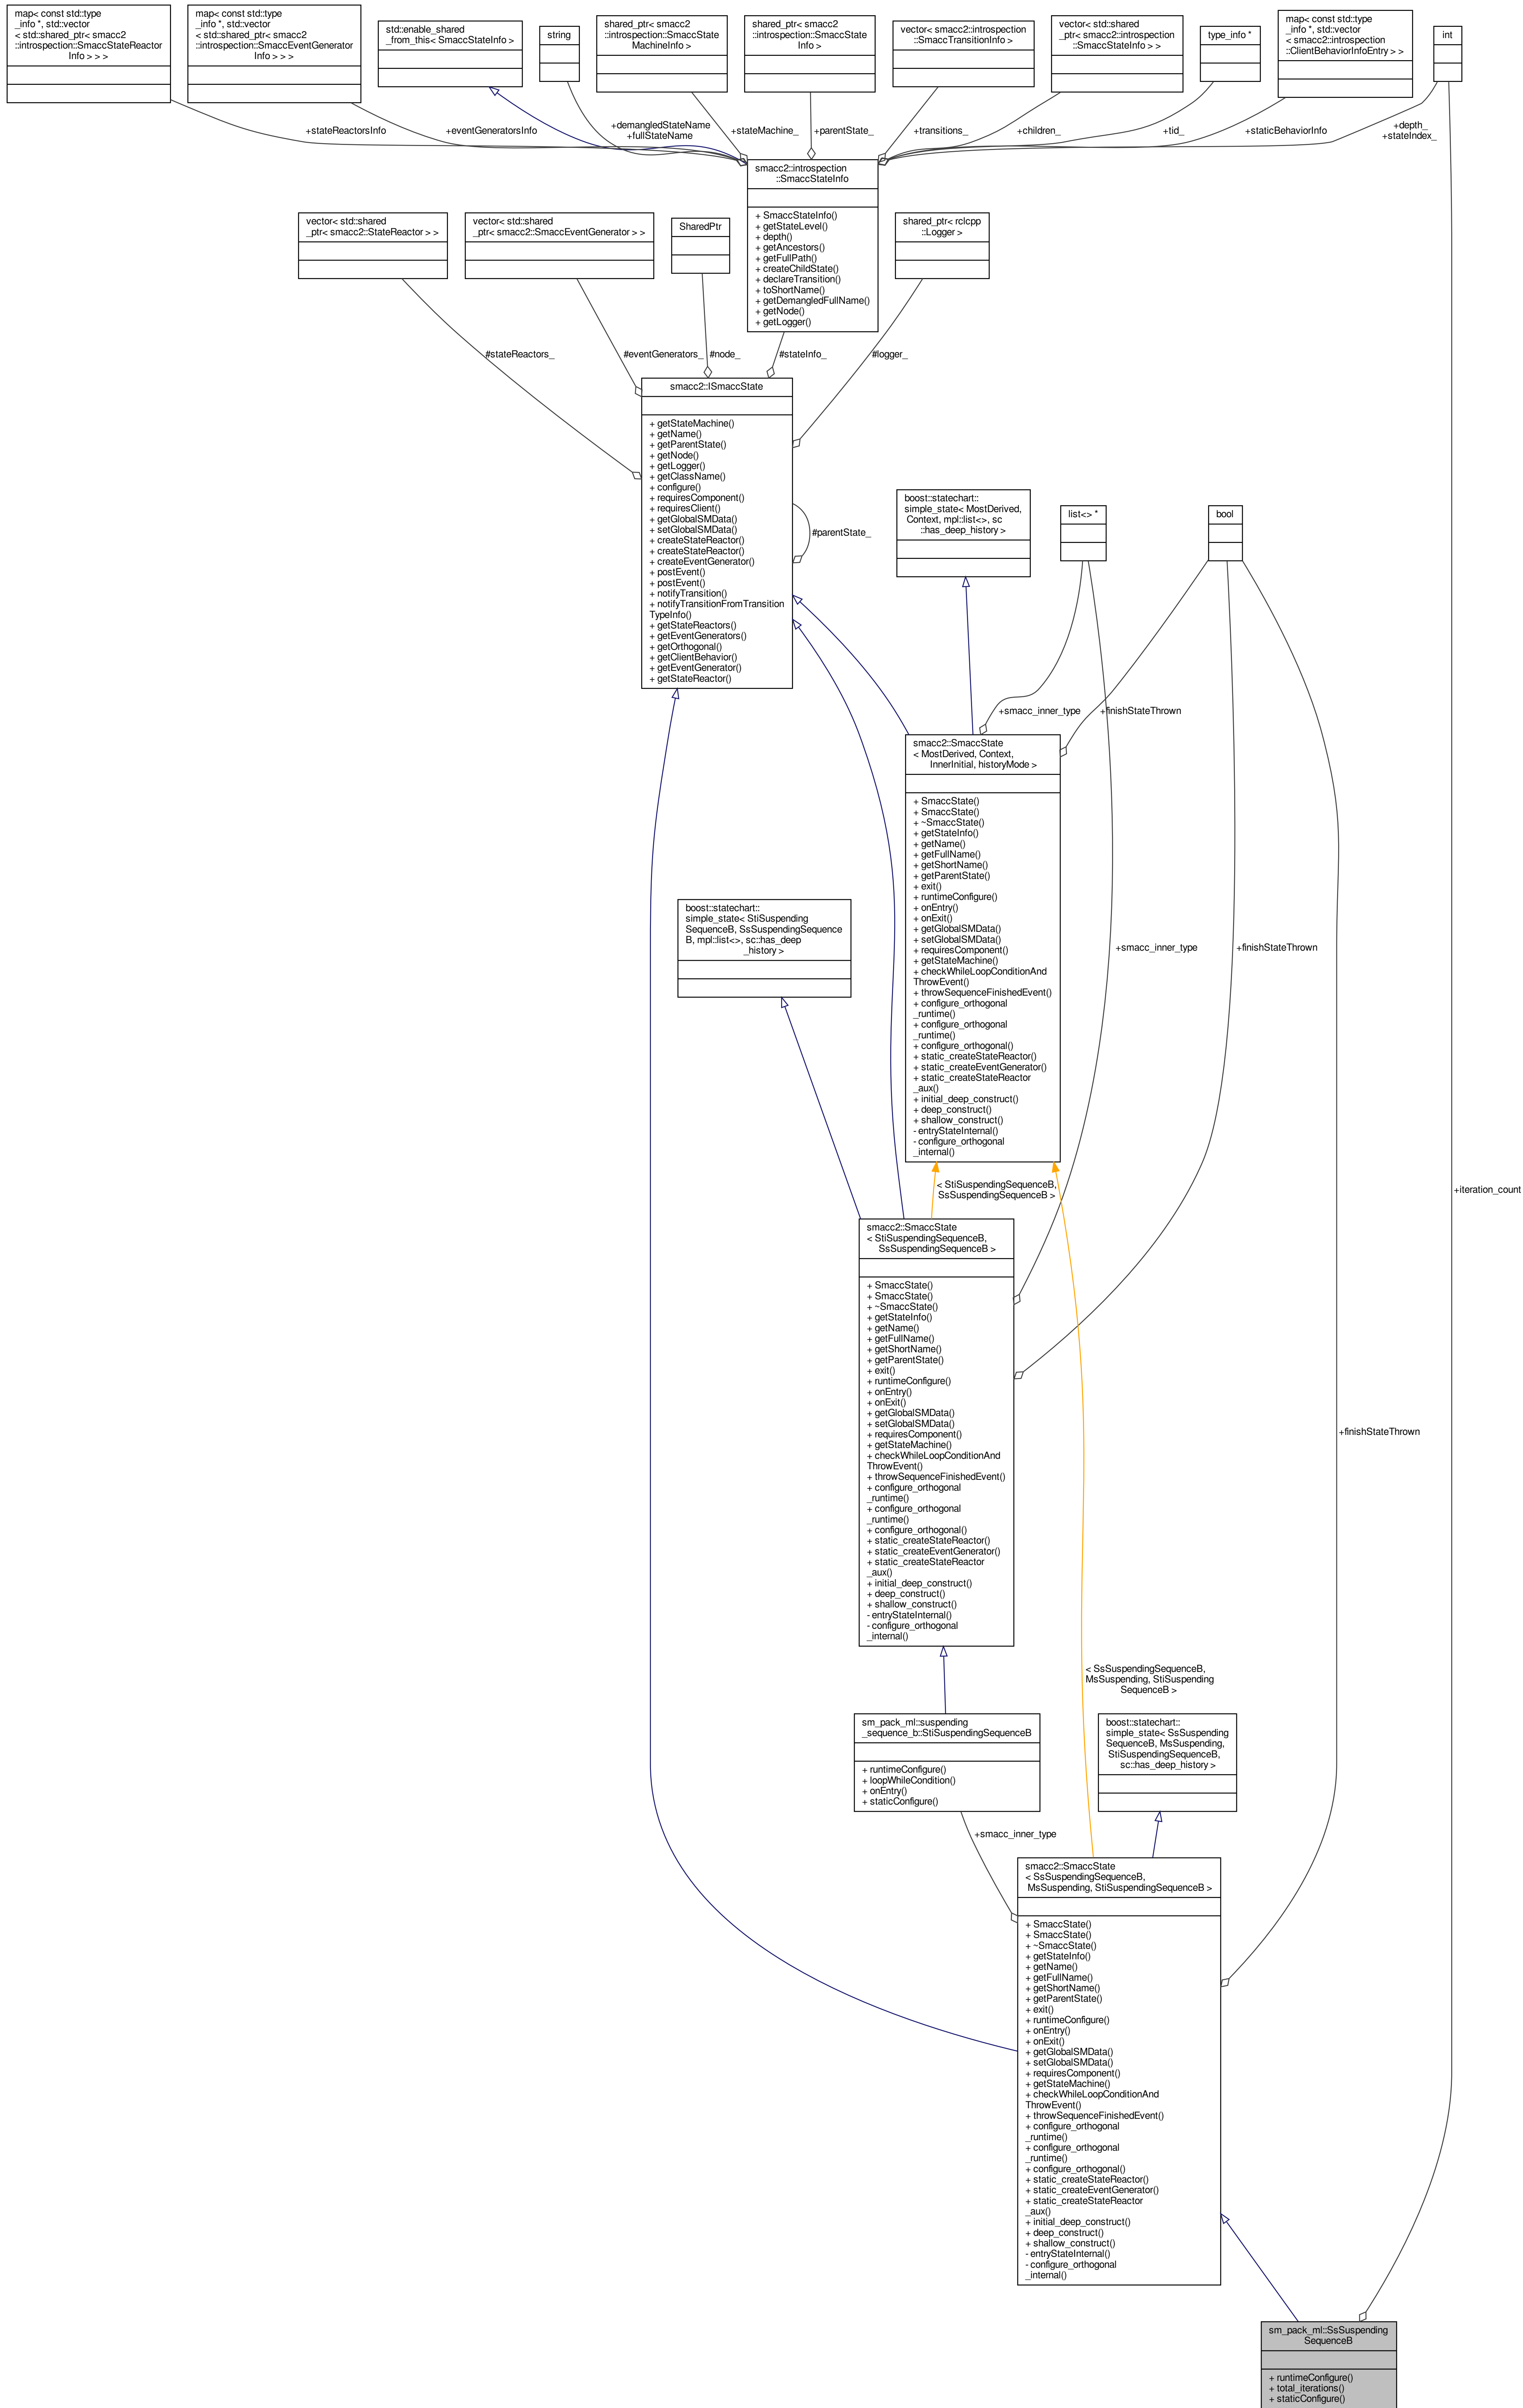 map< const std::type
_info *, std::vector
< std::shared_ptr< smacc2
::introspection::SmaccStateReactor
Info > > >
map< const std::type
_info *, std::vector
< std::shared_ptr< smacc2
::introspection::SmaccEventGenerator
Info > > >
std::enable_shared
_from_this< SmaccStateInfo >
string
shared_ptr< smacc2
::introspection::SmaccState
MachineInfo >
shared_ptr< smacc2
::introspection::SmaccState
Info >
vector< smacc2::introspection
::SmaccTransitionInfo >
vector< std::shared
_ptr< smacc2::introspection
::SmaccStateInfo > >
type_info *
map< const std::type
_info *, std::vector
< smacc2::introspection
::ClientBehaviorInfoEntry > >
int
+stateReactorsInfo
+eventGeneratorsInfo
+demangledStateName
+fullStateName
+stateMachine_
+parentState_
+transitions_
+children_
+tid_
+staticBehaviorInfo
+depth_
+stateIndex_
smacc2::introspection
::SmaccStateInfo
+ SmaccStateInfo()
+ getStateLevel()
+ depth()
+ getAncestors()
+ getFullPath()
+ createChildState()
+ declareTransition()
+ toShortName()
+ getDemangledFullName()
+ getNode()
+ getLogger()
vector< std::shared
_ptr< smacc2::StateReactor > >
vector< std::shared
_ptr< smacc2::SmaccEventGenerator > >
SharedPtr
shared_ptr< rclcpp
::Logger >
#stateReactors_
#eventGenerators_
#node_
#stateInfo_
#logger_
smacc2::ISmaccState
+ getStateMachine()
+ getName()
+ getParentState()
+ getNode()
+ getLogger()
+ getClassName()
+ configure()
+ requiresComponent()
+ requiresClient()
+ getGlobalSMData()
+ setGlobalSMData()
+ createStateReactor()
+ createStateReactor()
+ createEventGenerator()
+ postEvent()
+ postEvent()
+ notifyTransition()
+ notifyTransitionFromTransition
TypeInfo()
+ getStateReactors()
+ getEventGenerators()
+ getOrthogonal()
+ getClientBehavior()
+ getEventGenerator()
+ getStateReactor()
#parentState_
boost::statechart::
simple_state< MostDerived,
Context, mpl::list<>, sc
::has_deep_history >
list<> *
bool
+smacc_inner_type
+finishStateThrown
smacc2::SmaccState
< MostDerived, Context,
InnerInitial, historyMode >
+ SmaccState()
+ SmaccState()
+ ~SmaccState()
+ getStateInfo()
+ getName()
+ getFullName()
+ getShortName()
+ getParentState()
+ exit()
+ runtimeConfigure()
+ onEntry()
+ onExit()
+ getGlobalSMData()
+ setGlobalSMData()
+ requiresComponent()
+ getStateMachine()
+ checkWhileLoopConditionAnd
ThrowEvent()
+ throwSequenceFinishedEvent()
+ configure_orthogonal
_runtime()
+ configure_orthogonal
_runtime()
+ configure_orthogonal()
+ static_createStateReactor()
+ static_createEventGenerator()
+ static_createStateReactor
_aux()
+ initial_deep_construct()
+ deep_construct()
+ shallow_construct()
- entryStateInternal()
- configure_orthogonal
_internal()
boost::statechart::
simple_state< StiSuspending
SequenceB, SsSuspendingSequence
B, mpl::list<>, sc::has_deep
_history >
+smacc_inner_type
+finishStateThrown
< StiSuspendingSequenceB,
SsSuspendingSequenceB >
+iteration_count
smacc2::SmaccState
< StiSuspendingSequenceB,
SsSuspendingSequenceB >
+ SmaccState()
+ SmaccState()
+ ~SmaccState()
+ getStateInfo()
+ getName()
+ getFullName()
+ getShortName()
+ getParentState()
+ exit()
+ runtimeConfigure()
+ onEntry()
+ onExit()
+ getGlobalSMData()
+ setGlobalSMData()
+ requiresComponent()
+ getStateMachine()
+ checkWhileLoopConditionAnd
ThrowEvent()
+ throwSequenceFinishedEvent()
+ configure_orthogonal
_runtime()
+ configure_orthogonal
_runtime()
+ configure_orthogonal()
+ static_createStateReactor()
+ static_createEventGenerator()
+ static_createStateReactor
_aux()
+ initial_deep_construct()
+ deep_construct()
+ shallow_construct()
- entryStateInternal()
- configure_orthogonal
_internal()
+finishStateThrown
< SsSuspendingSequenceB,
MsSuspending, StiSuspending
SequenceB >
sm_pack_ml::suspending
_sequence_b::StiSuspendingSequenceB
+ runtimeConfigure()
+ loopWhileCondition()
+ onEntry()
+ staticConfigure()
boost::statechart::
simple_state< SsSuspending
SequenceB, MsSuspending,
StiSuspendingSequenceB,
sc::has_deep_history >
+smacc_inner_type
smacc2::SmaccState
< SsSuspendingSequenceB,
MsSuspending, StiSuspendingSequenceB >
+ SmaccState()
+ SmaccState()
+ ~SmaccState()
+ getStateInfo()
+ getName()
+ getFullName()
+ getShortName()
+ getParentState()
+ exit()
+ runtimeConfigure()
+ onEntry()
+ onExit()
+ getGlobalSMData()
+ setGlobalSMData()
+ requiresComponent()
+ getStateMachine()
+ checkWhileLoopConditionAnd
ThrowEvent()
+ throwSequenceFinishedEvent()
+ configure_orthogonal
_runtime()
+ configure_orthogonal
_runtime()
+ configure_orthogonal()
+ static_createStateReactor()
+ static_createEventGenerator()
+ static_createStateReactor
_aux()
+ initial_deep_construct()
+ deep_construct()
+ shallow_construct()
- entryStateInternal()
- configure_orthogonal
_internal()
sm_pack_ml::SsSuspending
SequenceB
+ runtimeConfigure()
+ total_iterations()
+ staticConfigure()